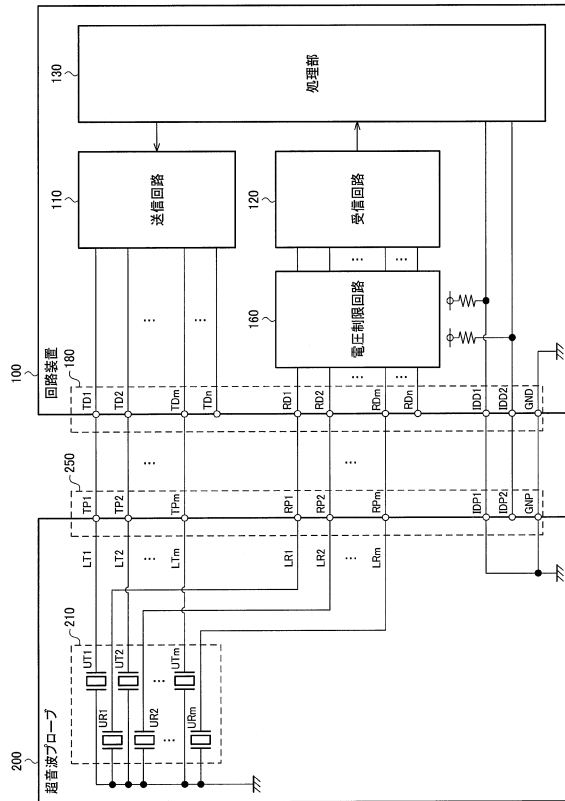 200
超音波プローブ
210
UR1
UR2
…
URm
UT1
UT2
…
UTm
LT1
LT2
…
LTm
LR1
LR2
…
LRm
250
TP1
TP2
TPm
RP1
RP2
RPm
IDP1
IDP2
GNP
…
…
100
回路装置
180
TD1
TD2
TDm
TDn
RD1
RD2
RDm
RDn
IDD1
IDD2
GND
…
…
…
…
160
電圧制限回路
…
…
110
送信回路
120
受信回路
130
処理部